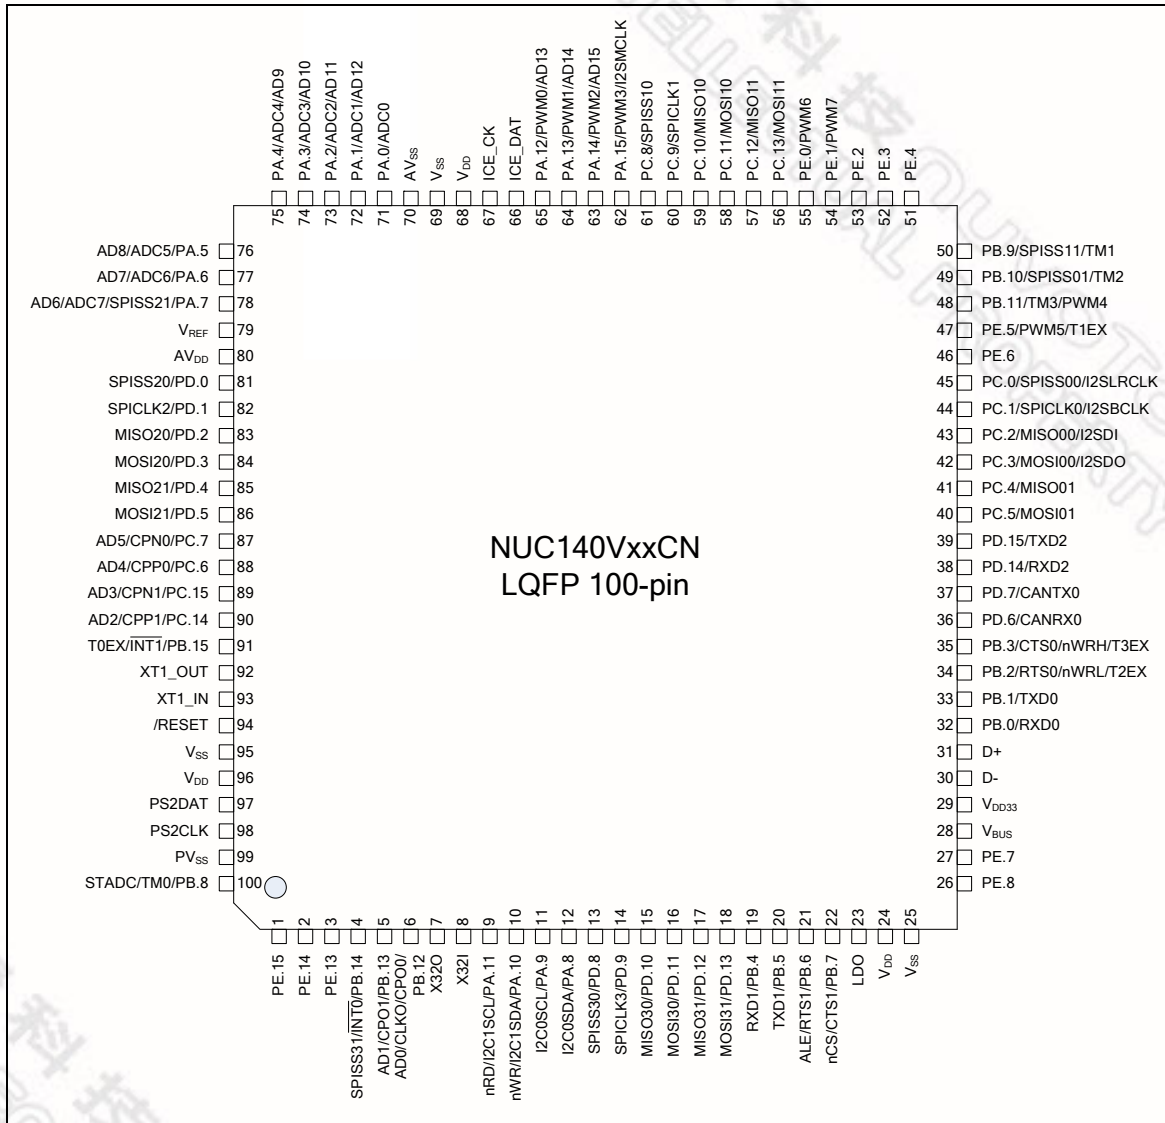 PA.4/ADC4/AD9
PA.3/ADC3/AD10
PA.2/ADC2/AD11
PA.1/ADC1/AD12
PA.0/ADC0
AVSS
VSS
VDD
ICE_CK
ICE_DAT
PA.12/PWM0/AD13
PA.13/PWM1/AD14
PA.14/PWM2/AD15
PA.15/PWM3/I2SMCLK
PC.8/SPISS10
PC.9/SPICLK1
PC.10/MISO10
PC.11/MOSI10
PC.12/MISO11
PC.13/MOSI11
PE.0/PWM6
PE.1/PWM7
PE.2
PE.3
PE.4
75 74 73 72 71 70 69 68 67 66 65 64 63 62 61 60 59 58 57 56 55 54 53 52 51
AD8/ADC5/PA.5 76
AD7/ADC6/PA.6 77
AD6/ADC7/SPISS21/PA.7 78
VREF 79
AVDD 80
SPISS20/PD.0 81
SPICLK2/PD.1 82
MISO20/PD.2 83
MOSI20/PD.3 84
MISO21/PD.4 85
MOSI21/PD.5 86
AD5/CPN0/PC.7 87
AD4/CPP0/PC.6 88
AD3/CPN1/PC.15 89
AD2/CPP1/PC.14 90
T0EX/INT1/PB.15 91
XT1_OUT 92
XT1_IN 93
/RESET 94
VSS 95
VDD 96
PS2DAT 97
PS2CLK 98
PVSS 99
STADC/TM0/PB.8 100
NUC140VxxCN
LQFP 100-pin
50 PB.9/SPISS11/TM1
49 PB.10/SPISS01/TM2
48 PB.11/TM3/PWM4
47 PE.5/PWM5/T1EX
46 PE.6
45 PC.0/SPISS00/I2SLRCLK
44 PC.1/SPICLK0/I2SBCLK
43 PC.2/MISO00/I2SDI
42 PC.3/MOSI00/I2SDO
41 PC.4/MISO01
40 PC.5/MOSI01
39 PD.15/TXD2
38 PD.14/RXD2
37 PD.7/CANTX0
36 PD.6/CANRX0
35 PB.3/CTS0/nWRH/T3EX
34 PB.2/RTS0/nWRL/T2EX
33 PB.1/TXD0
32 PB.0/RXD0
31 D+
30 D-
29 VDD33
28 VBUS
27 PE.7
26 PE.8
1 2 3 4 5 6 7 8 9 10 11 12 13 14 15 16 17 18 19 20 21 22 23 24 25
PE.15
PE.14
PE.13
SPISS31/INT0/PB.14
AD1/CPO1/PB.13
AD0/CLKO/CPO0/
PB.12
X32O
X32I
nRD/I2C1SCL/PA.11
nWR/I2C1SDA/PA.10
I2C0SCL/PA.9
I2C0SDA/PA.8
SPISS30/PD.8
SPICLK3/PD.9
MISO30/PD.10
MOSI30/PD.11
MISO31/PD.12
MOSI31/PD.13
RXD1/PB.4
TXD1/PB.5
ALE/RTS1/PB.6
nCS/CTS1/PB.7
LDO
VDD
VSS
科技 nuvoTo
TELLECTUAL PROPERTY
科技